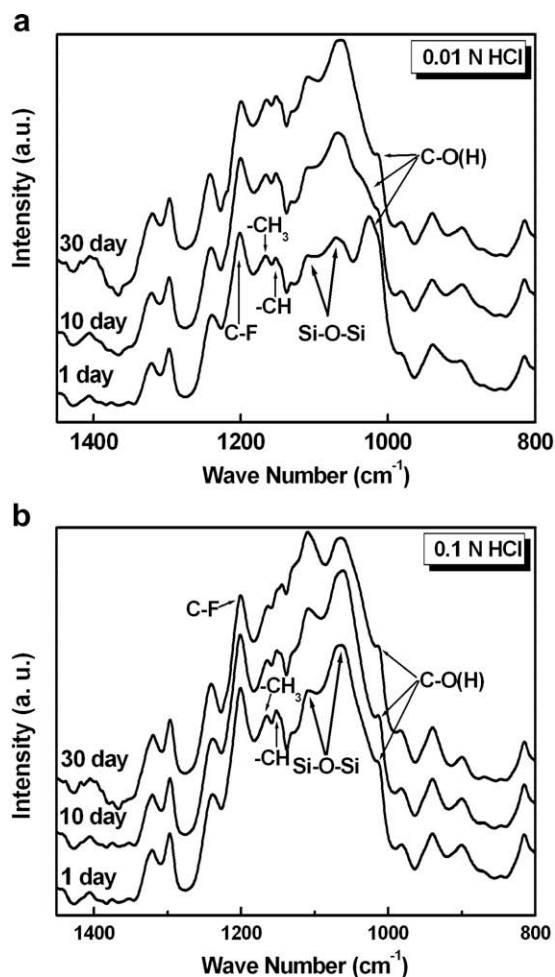 a
0.01 N HCl
C-O(H)
30 day
-CH3
10 day
-CH
C-F
Si-O-Si
1 day
Intensity (a.u.)
1400
1200
1000
800
Wave Number (cm-1)
b
0.1 N HCl
C-F
C-O(H)
-CH3
30 day
-CH
Si-O-Si
10 day
1 day
Intensity (a. u.)
1400
1200
1000
800
Wave Number (cm-1)